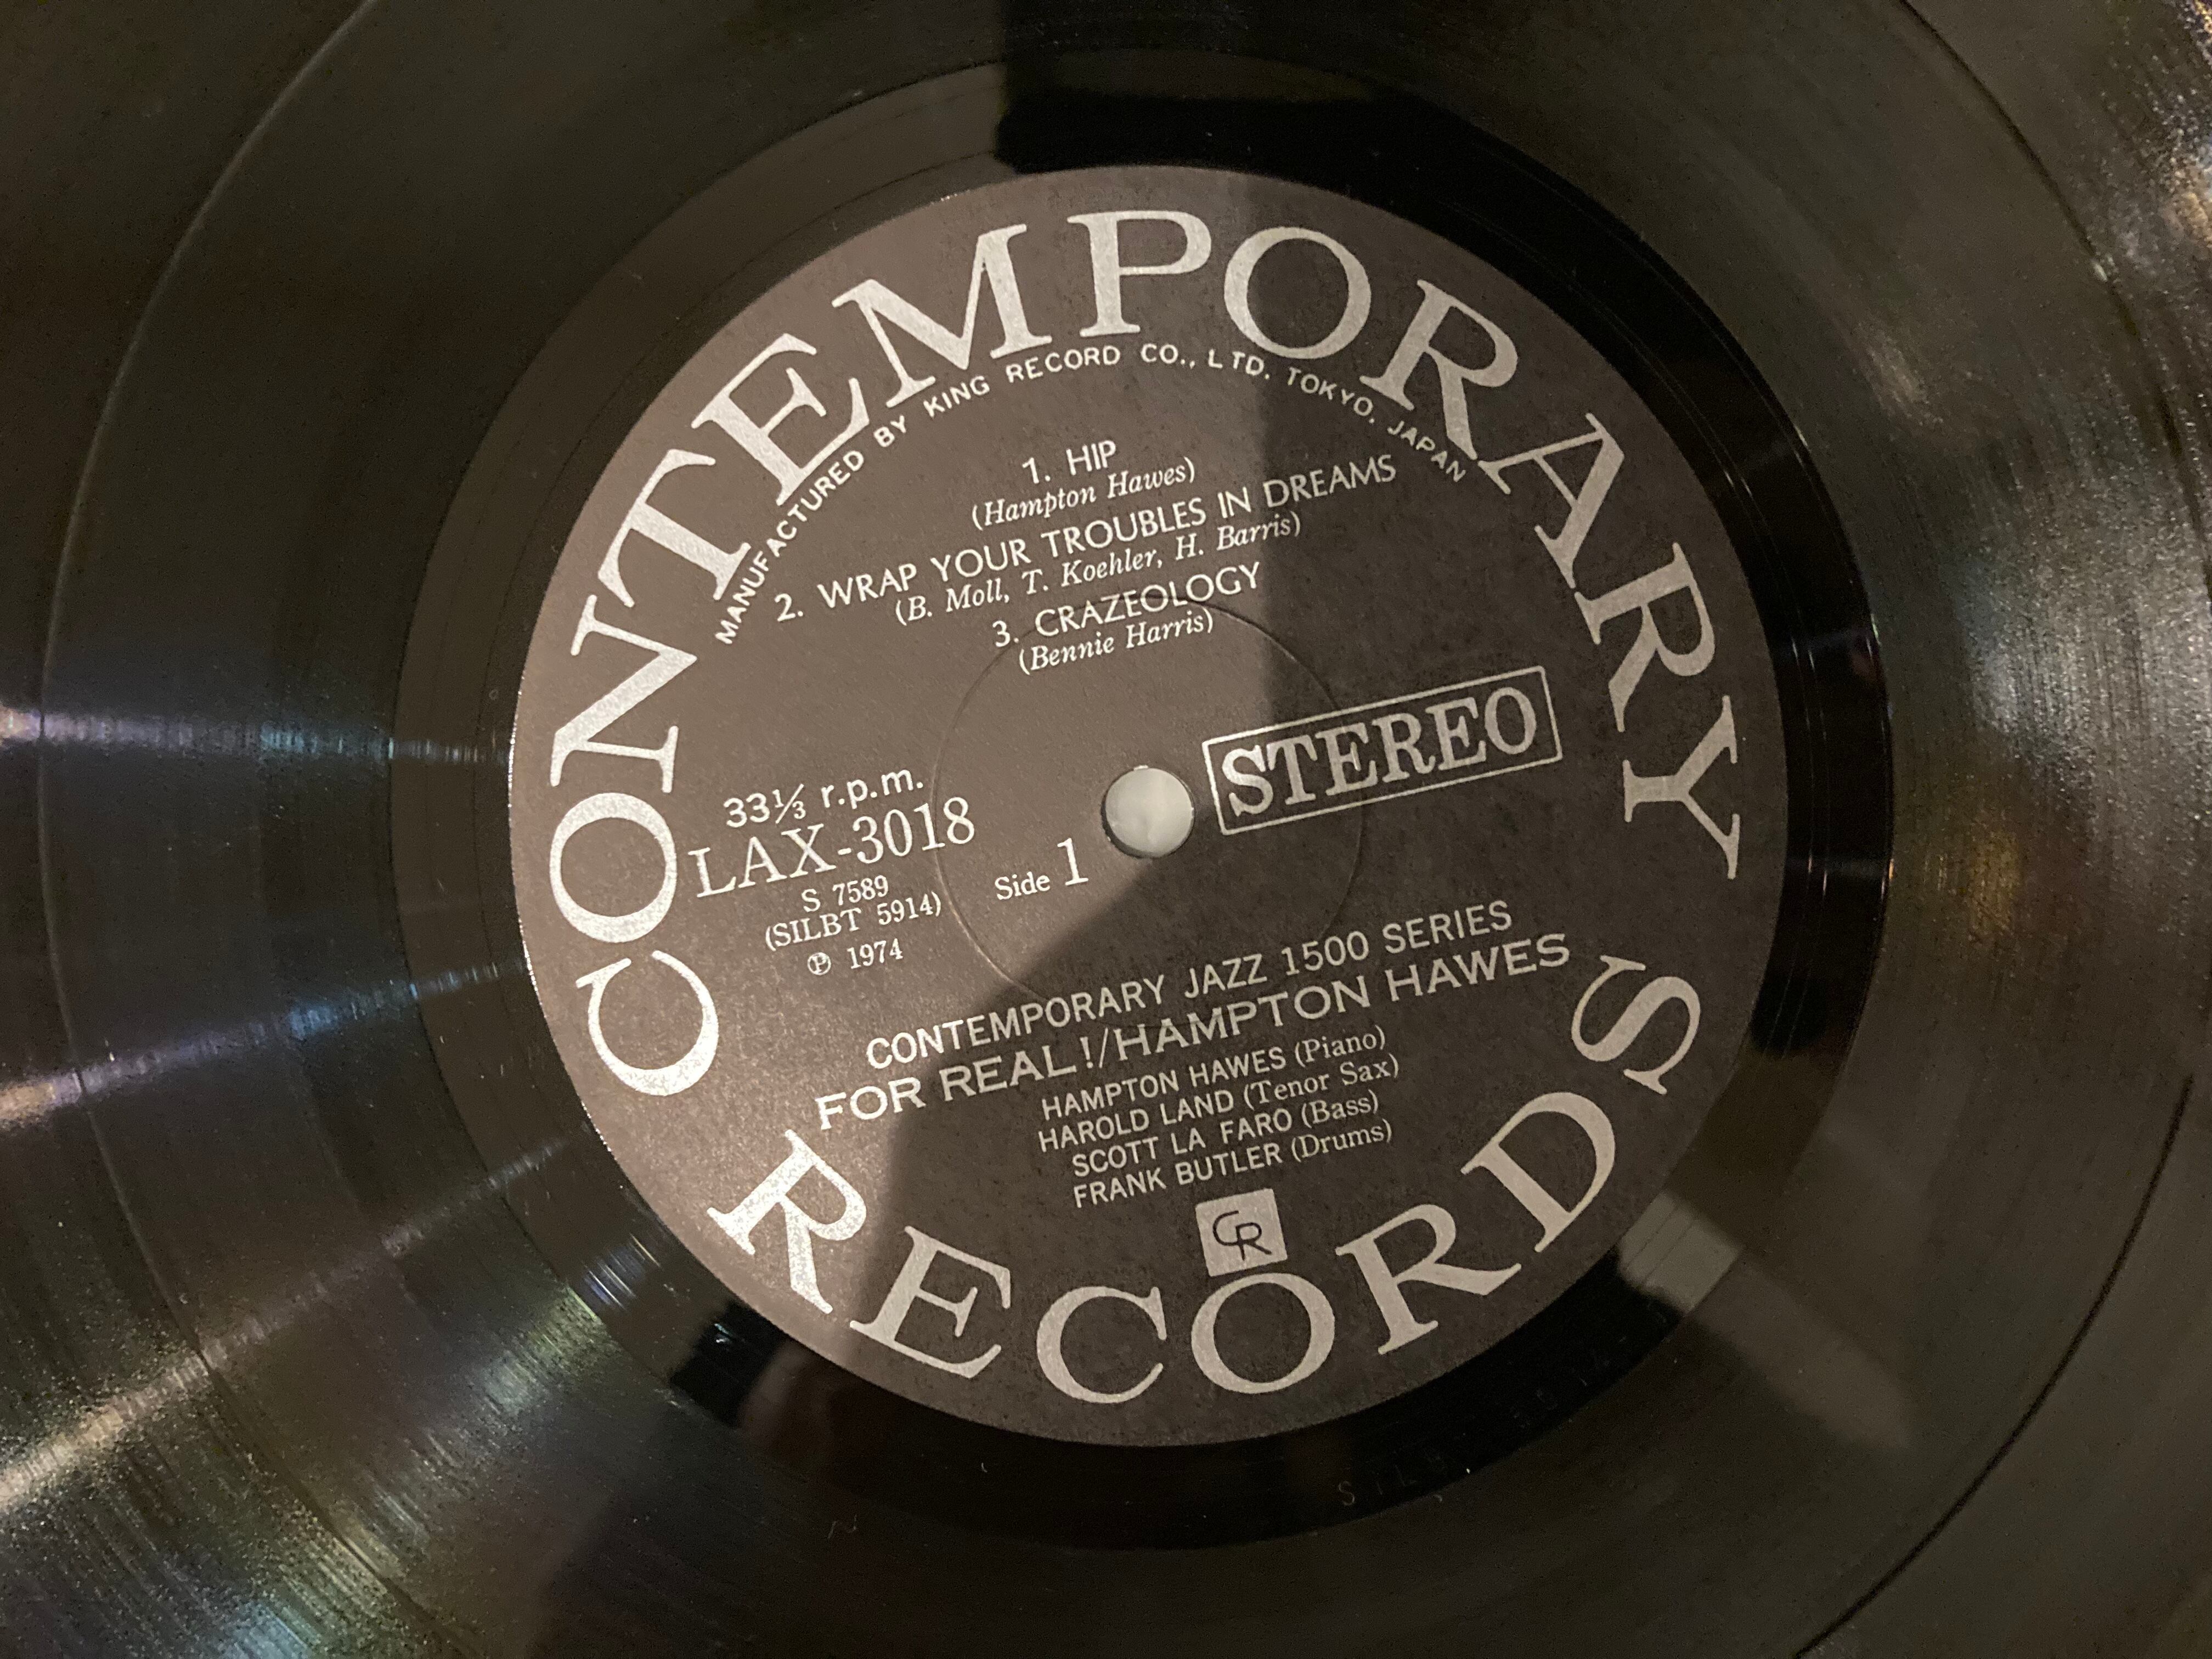 CONTEMPORARY
MANUFACTURED BY KING RECORD CO., LTD. TOKYO, JAPAN
1. HIP
(Hampton Hawes)
2. WRAP YOUR TROUBLES IN DREAMS
(B. Moll, T. Koehler, H. Barris)
3. CRAZEOLOGY
(Bennie Harris)
STEREO
33⅓ r.p.m.
LAX-3018
S 7589
(SILBT 5914)
℗ 1974
Side 1
CONTEMPORARY JAZZ 1500 SERIES
FOR REAL!/HAMPTON HAWES
HAMPTON HAWES (Piano)
HAROLD LAND (Tenor Sax)
SCOTT LA FARO (Bass)
FRANK BUTLER (Drums)
CR
RECORDS